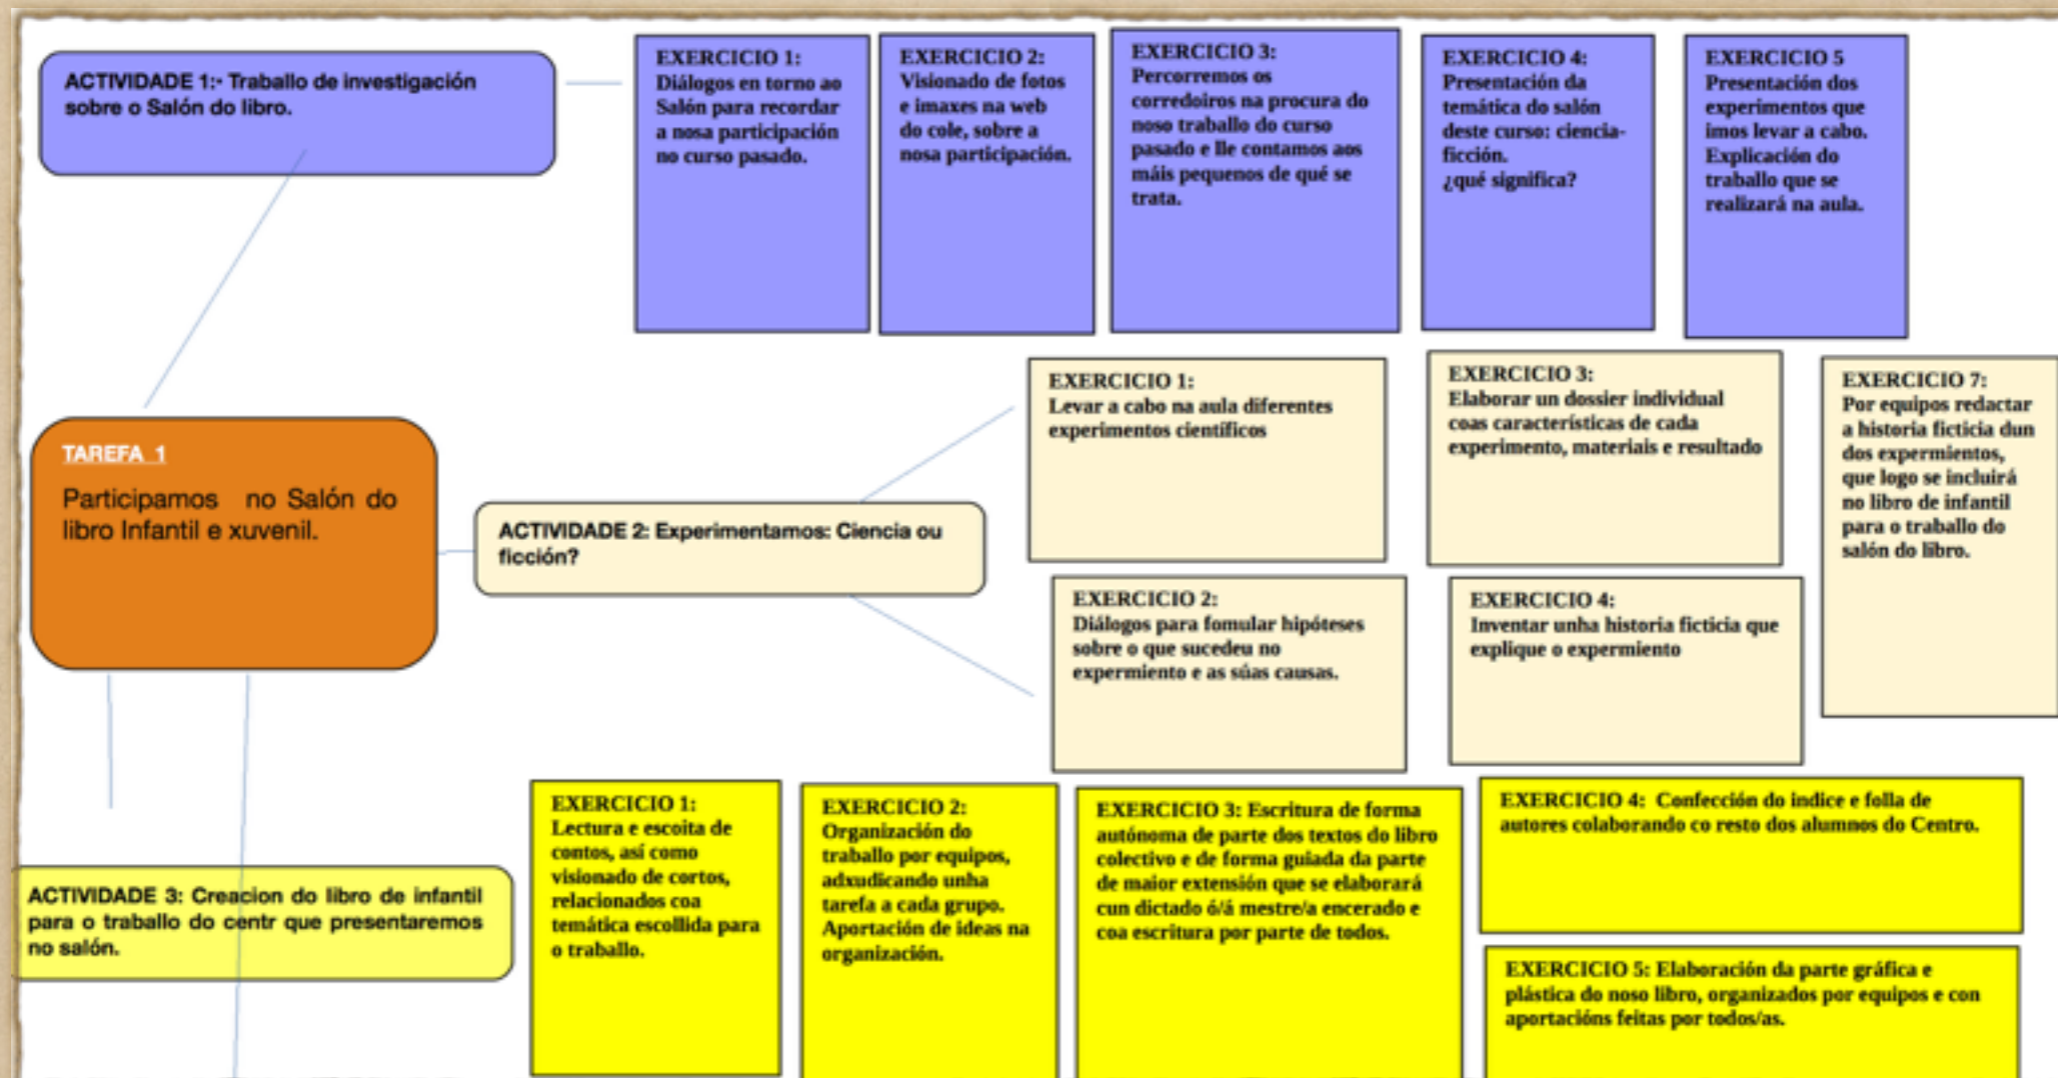 ACTIVIDADE 1:- Traballo de investigación
sobre o Salón do libro.
EXERCICIO 1:
Diálogos en torno ao
Salón para recordar
a nosa participación
no curso pasado.
EXERCICIO 2:
Visionado de fotos
e imaxes na web
do cole, sobre a
nosa participación.
EXERCICIO 3:
Percorremos os
corredoiros na procura do
noso traballo do curso
pasado e lle contamos aos
máis pequenos de qué se
trata.
EXERCICIO 4:
Presentación da
temática do salón
deste curso: ciencia-
ficción.
¿qué significa?
EXERCICIO 5
Presentación dos
experimentos que
imos levar a cabo.
Explicación do
traballo que se
realizará na aula.
TAREFA 1
Participamos no Salón do
libro Infantil e xuvenil.
ACTIVIDADE 2: Experimentamos: Ciencia ou
ficción?
EXERCICIO 1:
Levar a cabo na aula diferentes
experimentos científicos
EXERCICIO 2:
Diálogos para fomular hipóteses
sobre o que sucedeu no
expermiento e as súas causas.
EXERCICIO 3:
Elaborar un dossier individual
coas características de cada
experimento, materiais e resultado
EXERCICIO 4:
Inventar unha historia ficticia que
explique o expermiento
EXERCICIO 7:
Por equipos redactar
a historia ficticia dun
dos expermientos,
que logo se incluirá
no libro de infantil
para o traballo do
salón do libro.
ACTIVIDADE 3: Creacion do libro de infantil
para o traballo do centr que presentaremos
no salón.
EXERCICIO 1:
Lectura e escoita de
contos, así como
visionado de cortos,
relacionados coa
temática escollida para
o traballo.
EXERCICIO 2:
Organización do
traballo por equipos,
adxudicando unha
tarefa a cada grupo.
Aportación de ideas na
organización.
EXERCICIO 3: Escritura de forma
autónoma de parte dos textos do libro
colectivo e de forma guiada da parte
de maior extensión que se elaborará
cun dictado ó/á mestre/a encerado e
coa escritura por parte de todos.
EXERCICIO 4: Confección do indice e folla de
autores colaborando co resto dos alumnos do Centro.
EXERCICIO 5: Elaboración da parte gráfica e
plástica do noso libro, organizados por equipos e con
aportacións feitas por todos/as.